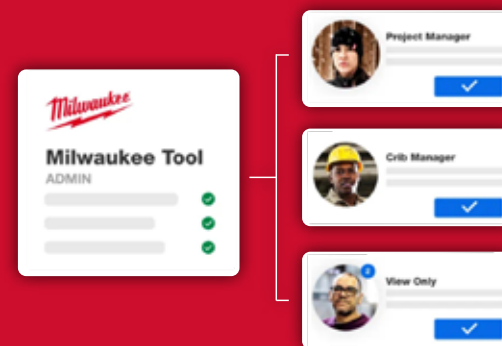 Milwaukee
Milwaukee Tool
ADMIN
Project Manager
Crib Manager
2
View Only